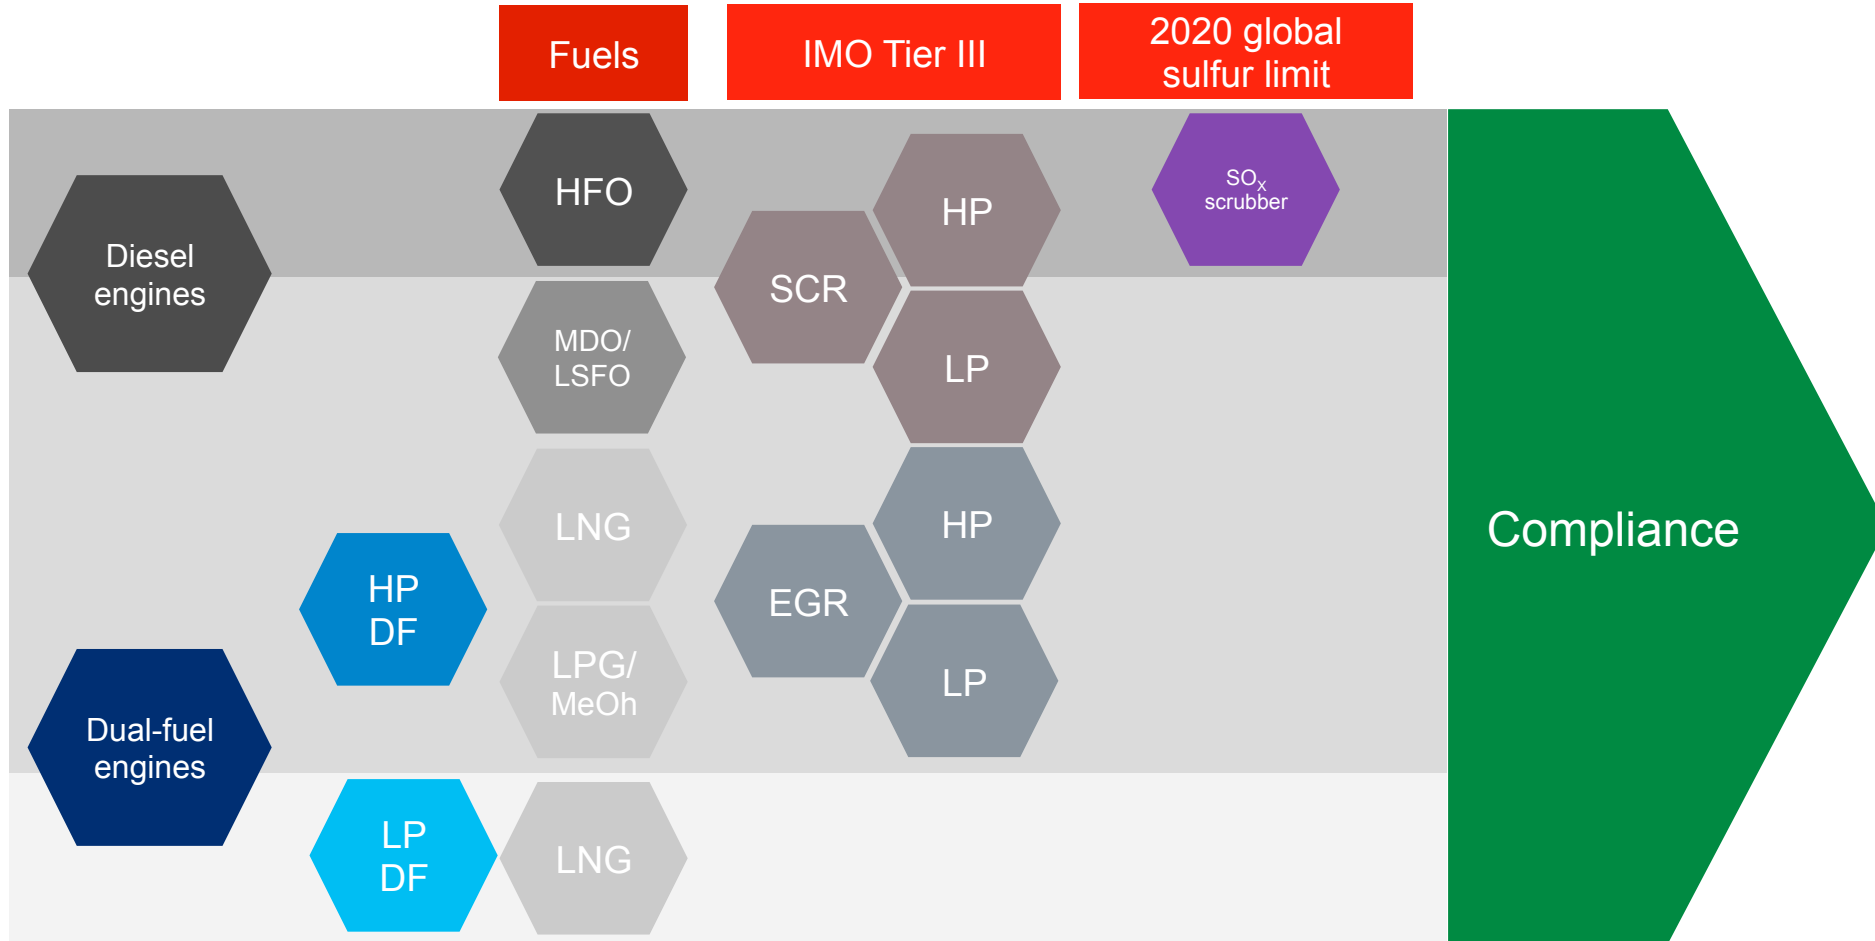 Fuels
IMO Tier III
2020 global
sulfur limit
Diesel
engines
HFO
MDO/
LSFO
SCR
HP
LP
SOX
scrubber
HP
DF
LNG
LPG/
MeOh
EGR
HP
LP
Dual-fuel
engines
LP
DF
LNG
Compliance